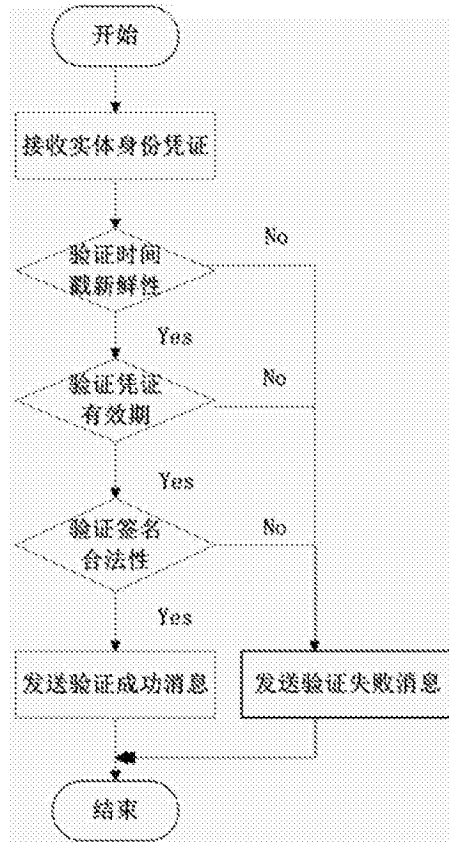 开始
接收实体身份凭证
验证时间
戳新鲜性
No
Yes
验证凭证
有效期
No
Yes
验证签名
合法性
No
Yes
发送验证成功消息
发送验证失败消息
结束